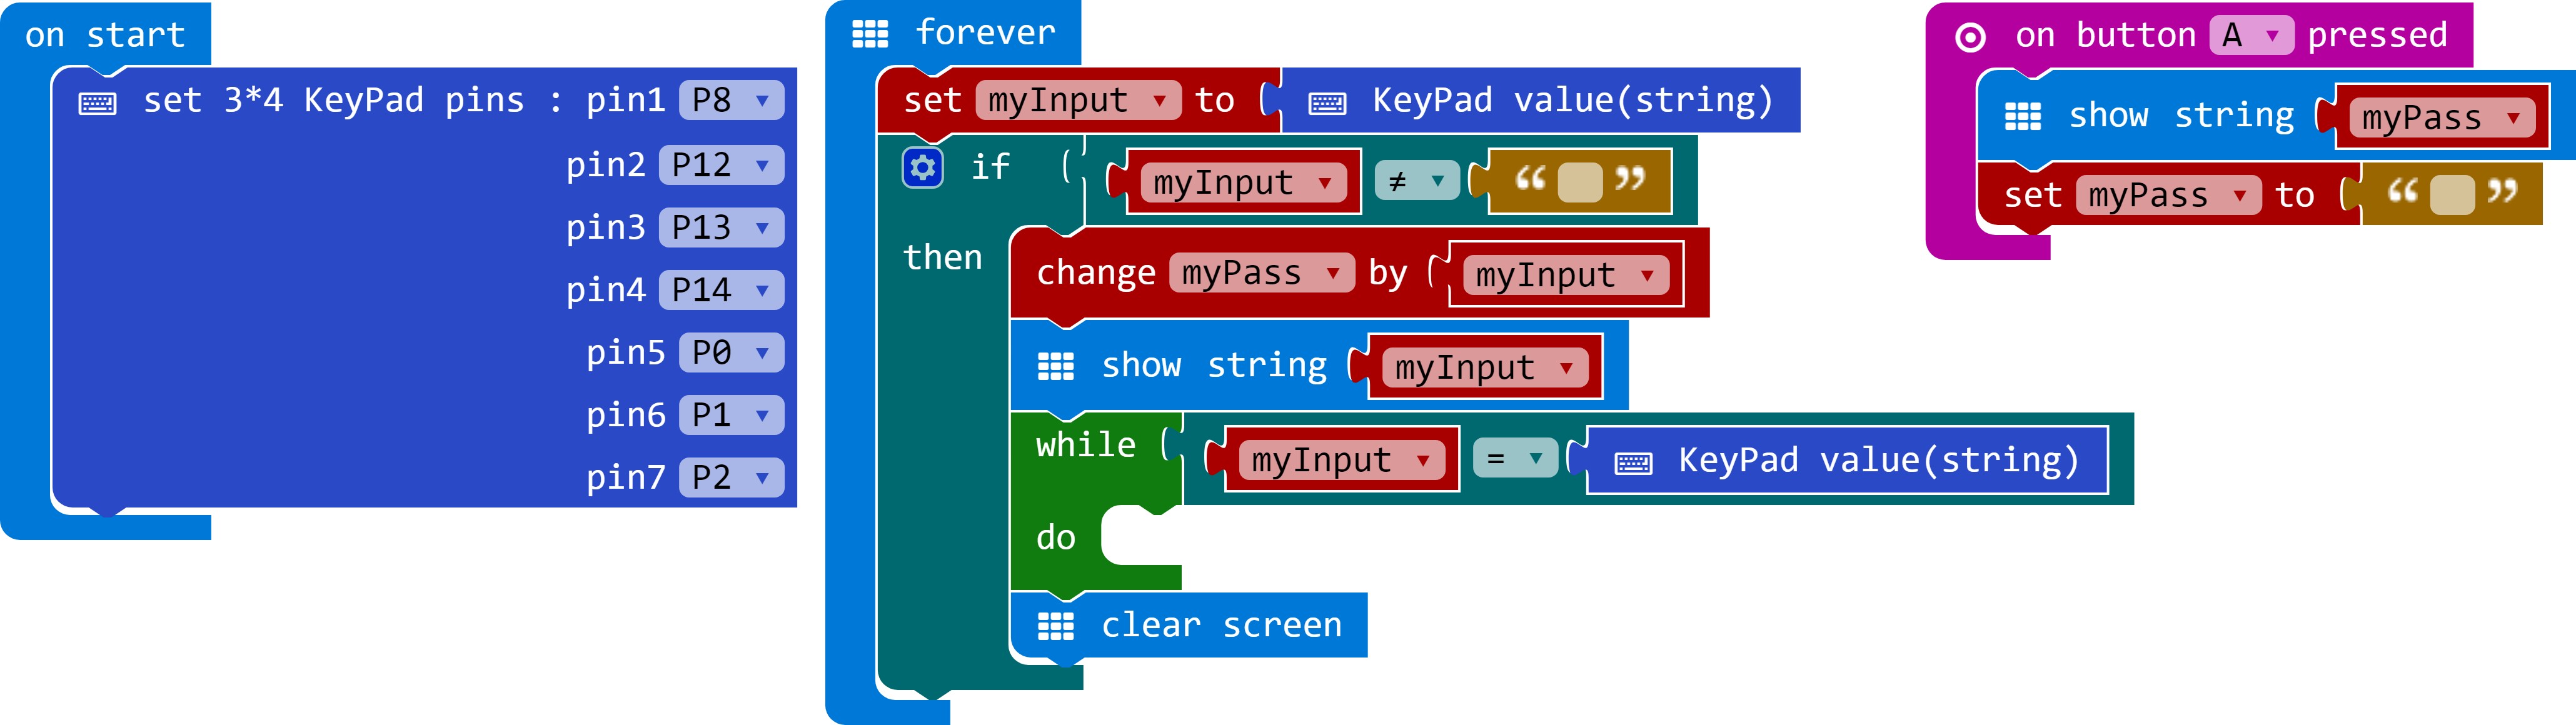 on start
set 3*4 KeyPad pins : pin1 P8
pin2 P12
pin3 P13
pin4 P14
pin5 P0
pin6 P1
pin7 P2
forever
set myInput to KeyPad value(string)
if myInput ≠ “ ”
then change myPass by myInput
show string myInput
while myInput = KeyPad value(string)
do
clear screen
on button A pressed
show string myPass
set myPass to “ ”